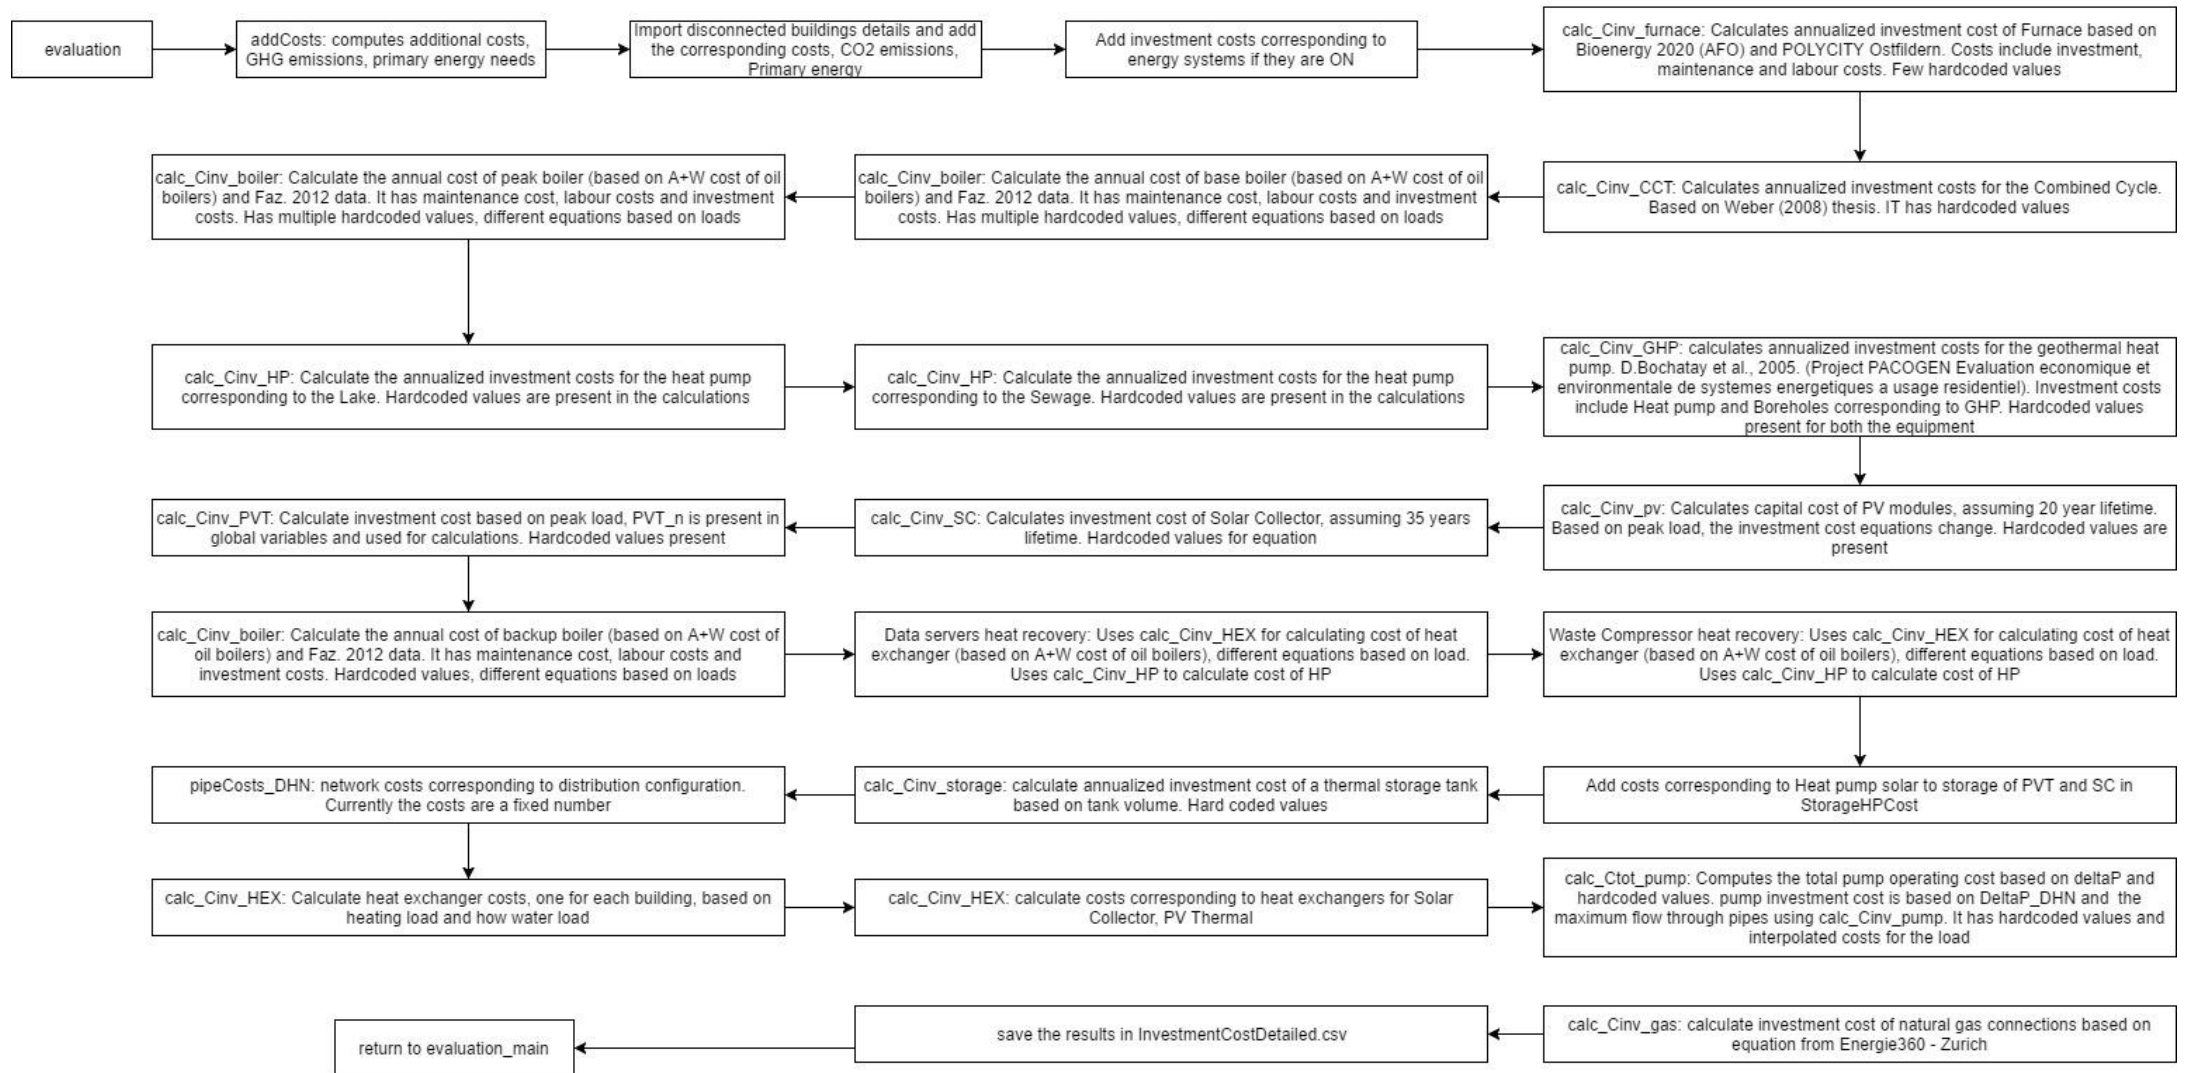 evaluation
addCosts: computes additional costs,
GHG emissions, primary energy needs
Import disconnected buildings details and add
the corresponding costs, CO2 emissions,
Primary energy
Add investment costs corresponding to
energy systems if they are ON
calc_Cinv_furnace: Calculates annualized investment cost of Furnace based on
Bioenergy 2020 (AFO) and POLYCITY Ostfildern. Costs include investment,
maintenance and labour costs. Few hardcoded values
calc_Cinv_CCT: Calculates annualized investment costs for the Combined Cycle.
Based on Weber (2008) thesis. IT has hardcoded values
calc_Cinv_boiler: Calculate the annual cost of base boiler (based on A+W cost of oil
boilers) and Faz. 2012 data. It has maintenance cost, labour costs and investment
costs. Has multiple hardcoded values, different equations based on loads
calc_Cinv_boiler: Calculate the annual cost of peak boiler (based on A+W cost of oil
boilers) and Faz. 2012 data. It has maintenance cost, labour costs and investment
costs. Has multiple hardcoded values, different equations based on loads
calc_Cinv_HP: Calculate the annualized investment costs for the heat pump
corresponding to the Lake. Hardcoded values are present in the calculations
calc_Cinv_HP: Calculate the annualized investment costs for the heat pump
corresponding to the Sewage. Hardcoded values are present in the calculations
calc_Cinv_GHP: calculates annualized investment costs for the geothermal heat
pump. D.Bochatay et al., 2005. (Project PACOGEN Evaluation economique et
environmentale de systemes energetiques a usage residentiel). Investment costs
include Heat pump and Boreholes corresponding to GHP. Hardcoded values
present for both the equipment
calc_Cinv_pv: Calculates capital cost of PV modules, assuming 20 year lifetime.
Based on peak load, the investment cost equations change. Hardcoded values are
present
calc_Cinv_SC: Calculates investment cost of Solar Collector, assuming 35 years
lifetime. Hardcoded values for equation
calc_Cinv_PVT: Calculate investment cost based on peak load, PVT_n is present in
global variables and used for calculations. Hardcoded values present
calc_Cinv_boiler: Calculate the annual cost of backup boiler (based on A+W cost of
oil boilers) and Faz. 2012 data. It has maintenance cost, labour costs and
investment costs. Hardcoded values, different equations based on loads
Data servers heat recovery: Uses calc_Cinv_HEX for calculating cost of heat
exchanger (based on A+W cost of oil boilers), different equations based on load.
Uses calc_Cinv_HP to calculate cost of HP
Waste Compressor heat recovery: Uses calc_Cinv_HEX for calculating cost of heat
exchanger (based on A+W cost of oil boilers), different equations based on load.
Uses calc_Cinv_HP to calculate cost of HP
Add costs corresponding to Heat pump solar to storage of PVT and SC in
StorageHPCost
calc_Cinv_storage: calculate annualized investment cost of a thermal storage tank
based on tank volume. Hard coded values
pipeCosts_DHN: network costs corresponding to distribution configuration.
Currently the costs are a fixed number
calc_Cinv_HEX: Calculate heat exchanger costs, one for each building, based on
heating load and how water load
calc_Cinv_HEX: calculate costs corresponding to heat exchangers for Solar
Collector, PV Thermal
calc_Ctot_pump: Computes the total pump operating cost based on deltaP and
hardcoded values. pump investment cost is based on DeltaP_DHN and the
maximum flow through pipes using calc_Cinv_pump. It has hardcoded values and
interpolated costs for the load
calc_Cinv_gas: calculate investment cost of natural gas connections based on
equation from Energie360 - Zurich
save the results in InvestmentCostDetailed.csv
return to evaluation_main